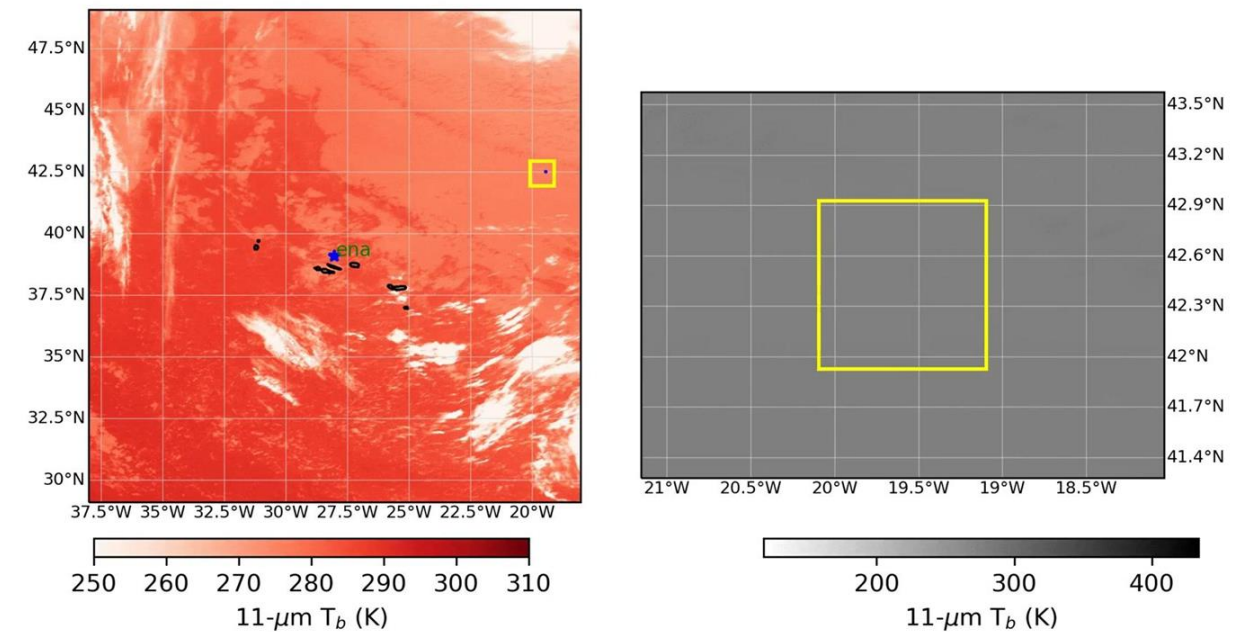 47.5°N
45°N
42.5°N
40°N
37.5°N
35°N
32.5°N
30°N
ena
37.5°W 35°W 32.5°W 30°W 27.5°W 25°W 22.5°W 20°W
250 260 270 280 290 300 310
11-μm Tb (K)
43.5°N
43.2°N
42.9°N
42.6°N
42.3°N
42°N
41.7°N
41.4°N
21°W 20.5°W 20°W 19.5°W 19°W 18.5°W
200 300 400
11-μm Tb (K)